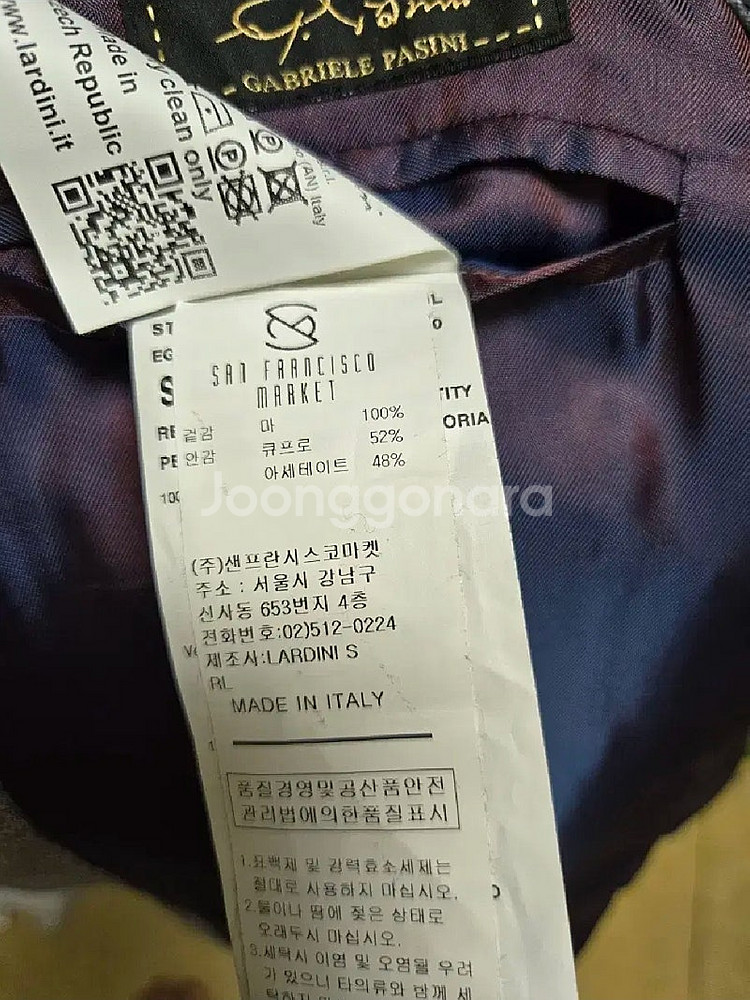 GABRIELE PASINI
www.lardini.it
Czech Republic
Made in
dry clean only
(AN) Italy
SAN FRANCISCO
MARKET
겉감 마 100%
안감 큐프로 52%
아세테이트 48%
Joonggonara
(주)샌프란시스코마켓
주소 : 서울시 강남구
신사동 653번지 4층
전화번호:02)512-0224
제조사:LARDINI S
RL
MADE IN ITALY
품질경영및공산품안전
관리법에의한품질표시
1.표백제 및 강력효소세제는
절대로 사용하지 마십시오.
2.물이나 땀에 젖은 상태로
오래두시 마십시오.
3.세탁시 이염 및 오염될 우려
가 있으니 타의류와 함께 세